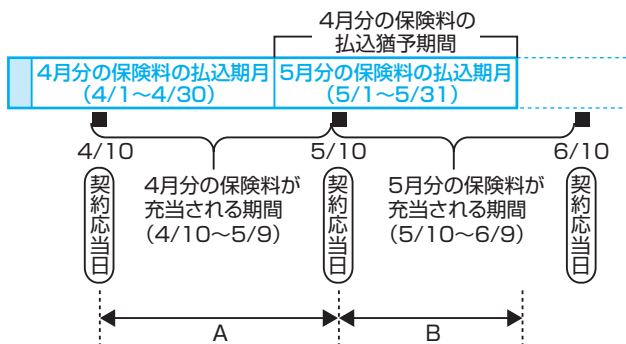 4月分の保険料の
払込猶予期間
4月分の保険料の払込期月
(4/1〜4/30)
5月分の保険料の払込期月
(5/1〜5/31)
4/10
5/10
6/10
契約応当日
4月分の保険料が
充当される期間
(4/10〜5/9)
契約応当日
5月分の保険料が
充当される期間
(5/10〜6/9)
契約応当日
A
B